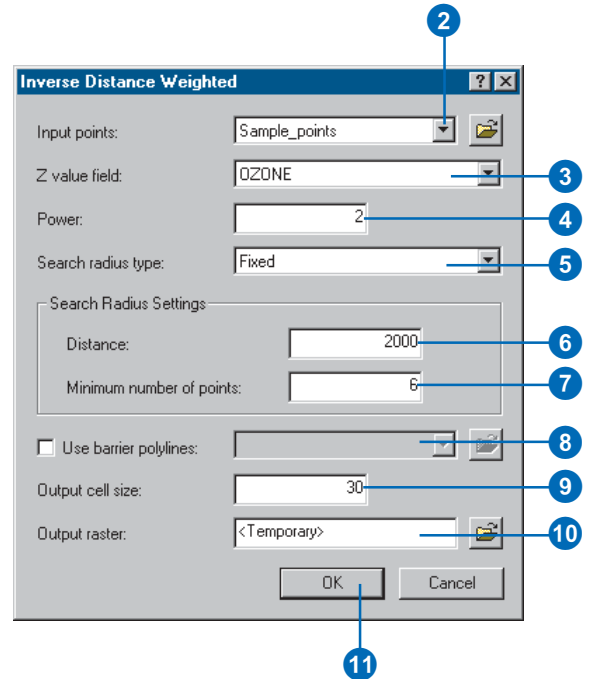 2
Inverse Distance Weighted
Input points: Sample_points
Z value field: OZONE 3
Power: 2 4
Search radius type: Fixed 5
Search Radius Settings
Distance: 2000 6
Minimum number of points: 6 7
Use barrier polylines: 8
Output cell size: 30 9
Output raster: <Temporary> 10
OK Cancel
11